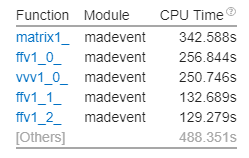 Function Module CPU Time ?
matrix1_ madevent 342.588s
ffv1_0_ madevent 256.844s
vvv1_0_ madevent 250.746s
ffv1_1_ madevent 132.689s
ffv1_2_ madevent 129.279s
[Others] 488.351s